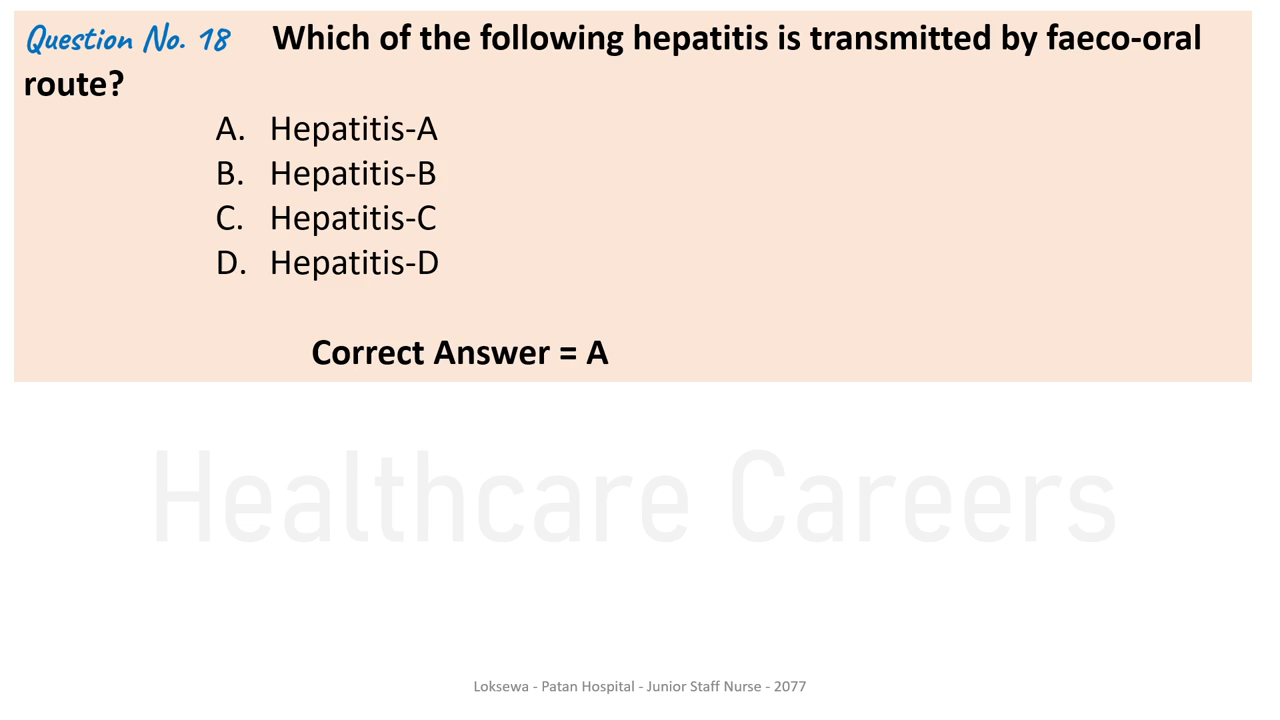 Question No. 18 Which of the following hepatitis is transmitted by faeco-oral
route?
A. Hepatitis-A
B. Hepatitis-B
C. Hepatitis-C
D. Hepatitis-D
Correct Answer = A
Healthcare Careers
Loksewa - Patan Hospital - Junior Staff Nurse - 2077